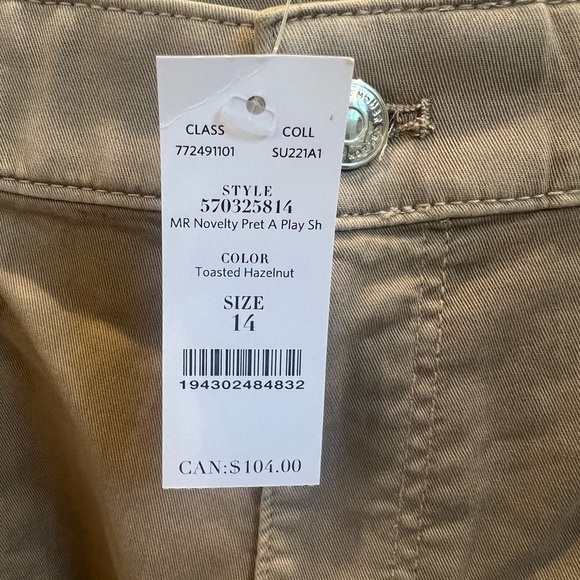 CLASS COLL
772491101 SU221A1
STYLE
570325814
MR Novelty Pret A Play Sh
COLOR
Toasted Hazelnut
SIZE
14
194302484832
CAN:$104.00